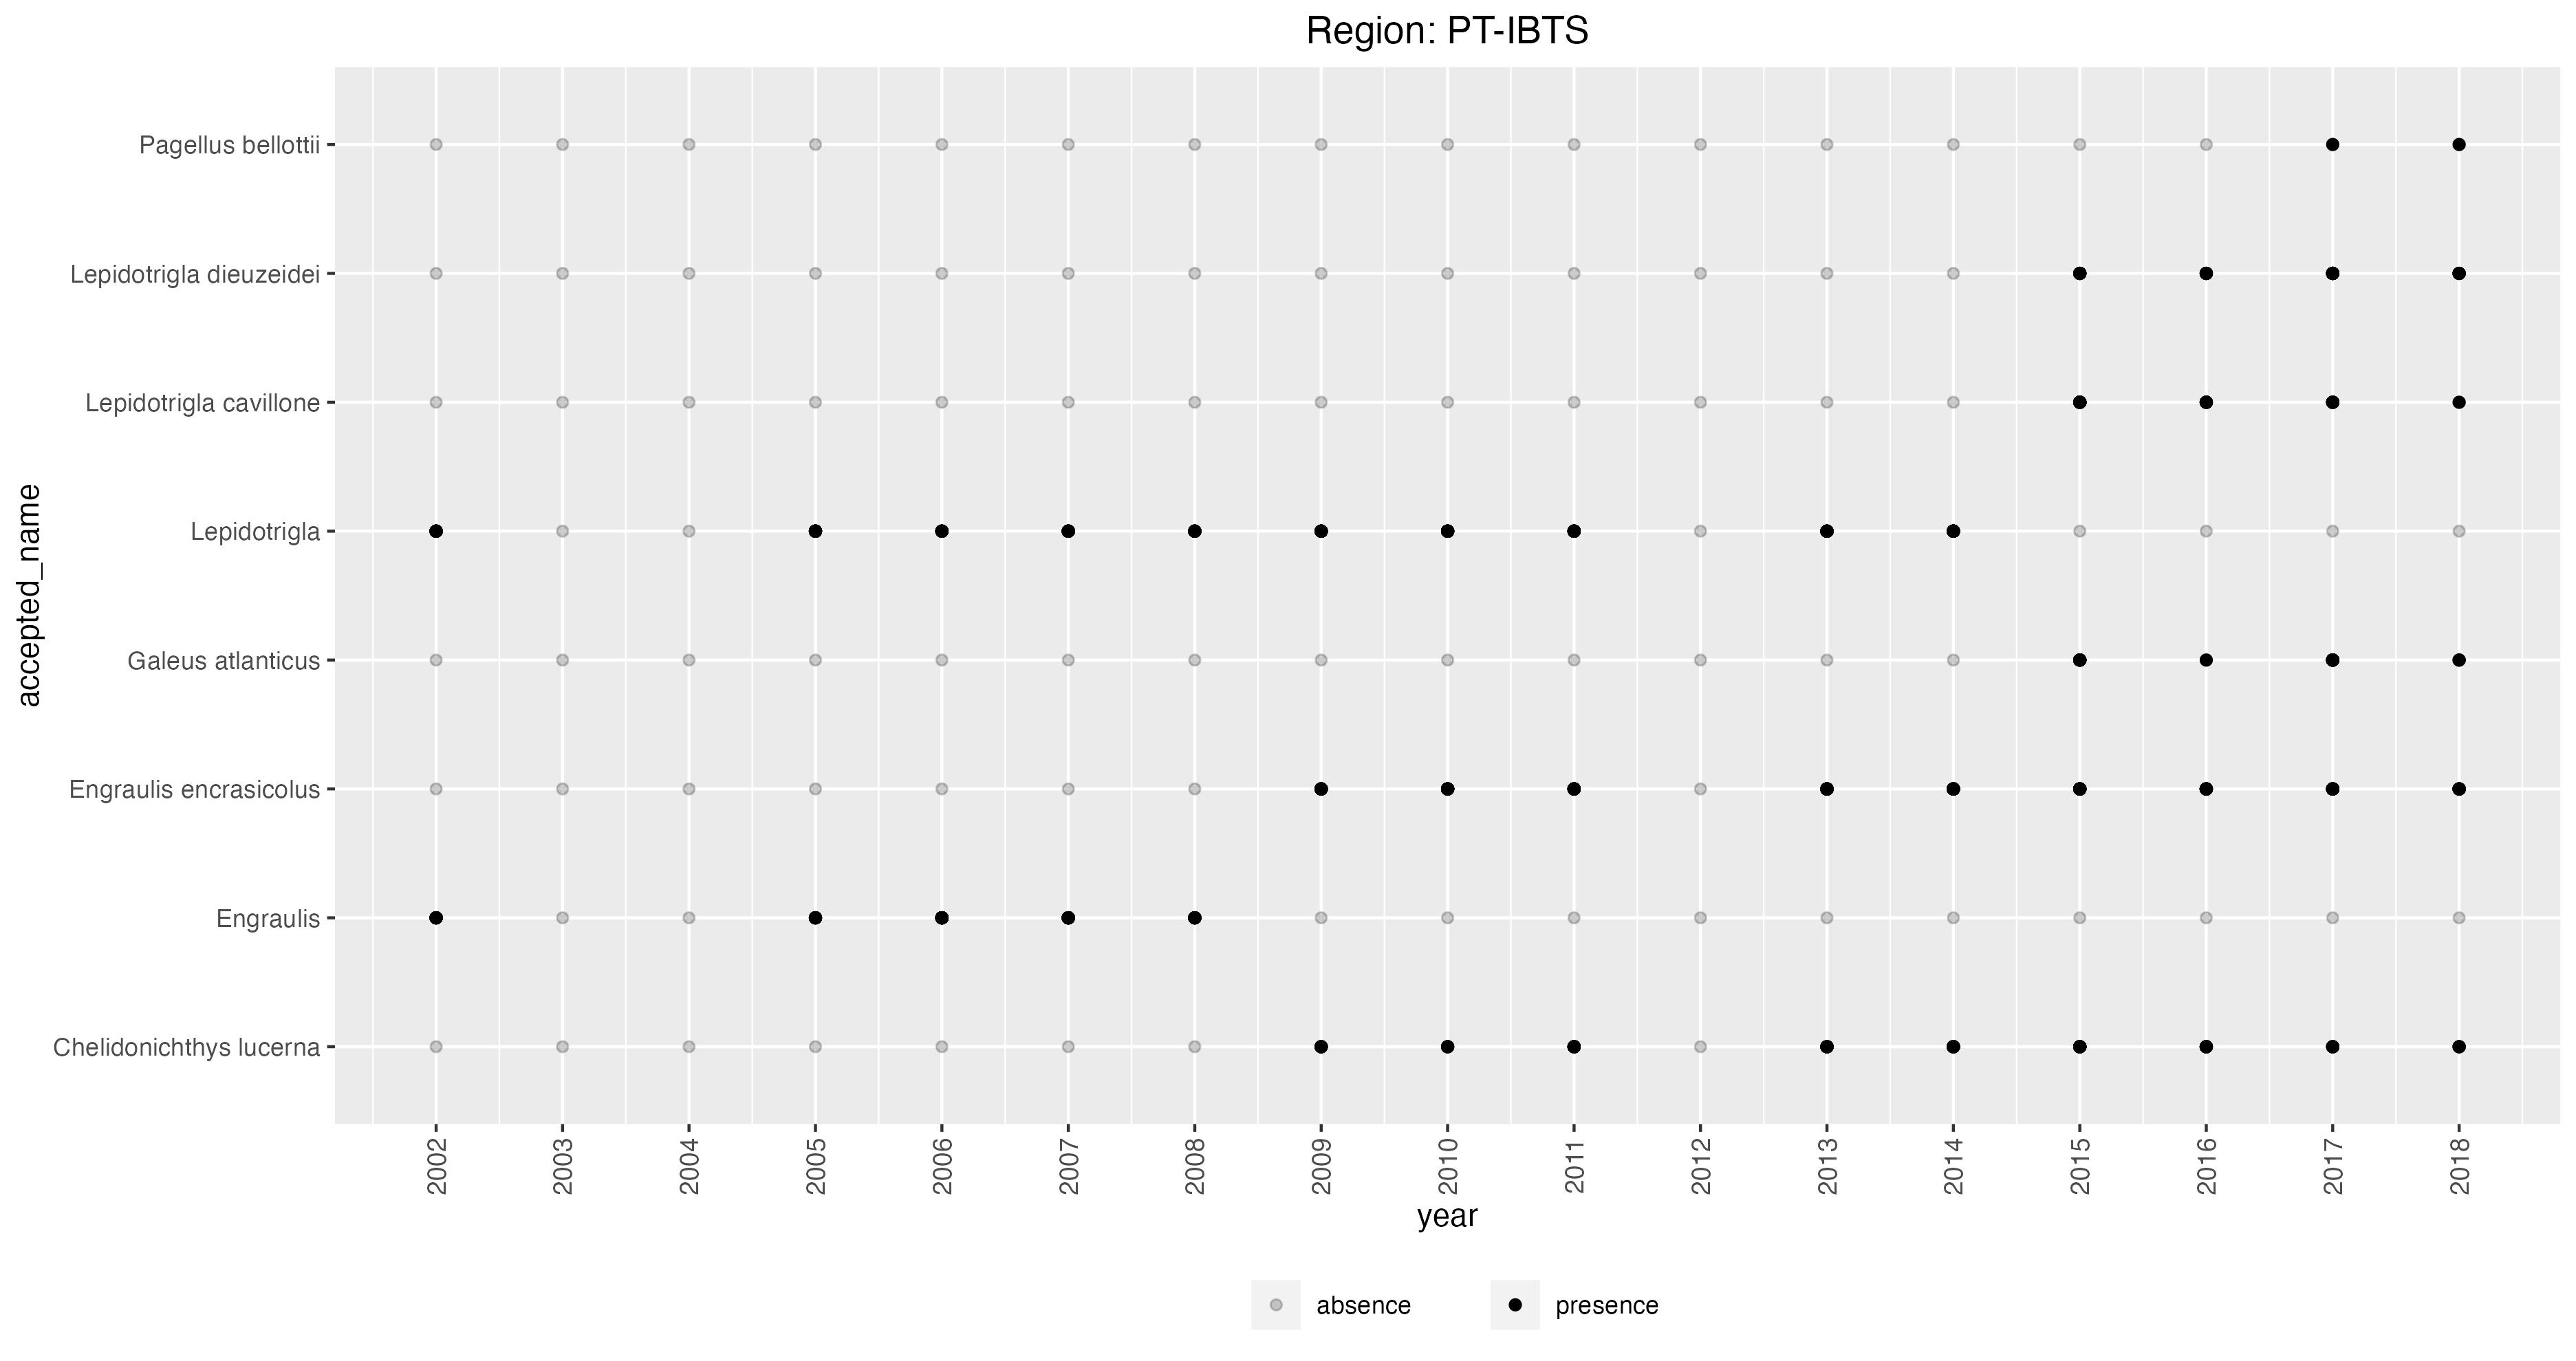 Region: PT-IBTS
accepted_name
Pagellus bellottii
Lepidotrigla dieuzeidei
Lepidotrigla cavillone
Lepidotrigla
Galeus atlanticus
Engraulis encrasicolus
Engraulis
Chelidonichthys lucerna
2002
2003
2004
2005
2006
2007
2008
2009
2010
2011
2012
2013
2014
2015
2016
2017
2018
year
absence
presence